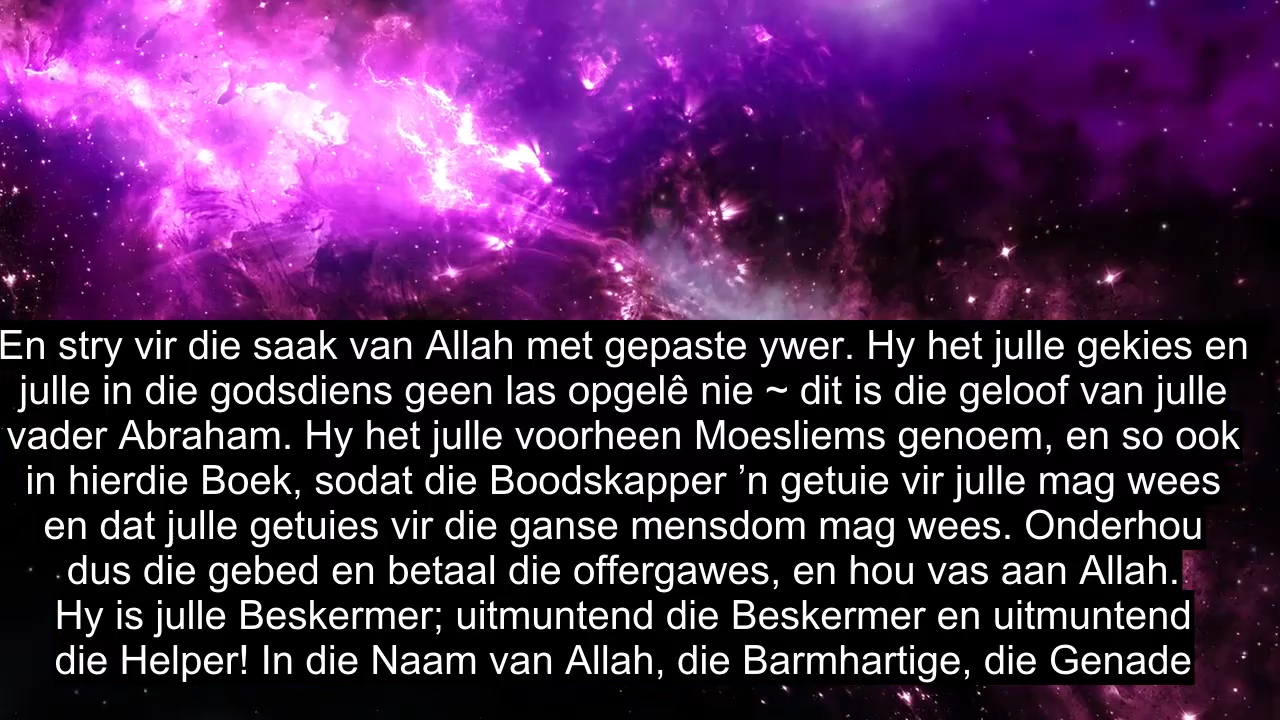 En stry vir die saak van Allah met gepaste ywer. Hy het julle gekies en
julle in die godsdiens geen las opgelê nie ~ dit is die geloof van julle
vader Abraham. Hy het julle voorheen Moesliems genoem, en so ook
in hierdie Boek, sodat die Boodskapper ’n getuie vir julle mag wees
en dat julle getuies vir die ganse mensdom mag wees. Onderhou
dus die gebed en betaal die offergawes, en hou vas aan Allah.
Hy is julle Beskermer; uitmuntend die Beskermer en uitmuntend
die Helper! In die Naam van Allah, die Barmhartige, die Genade